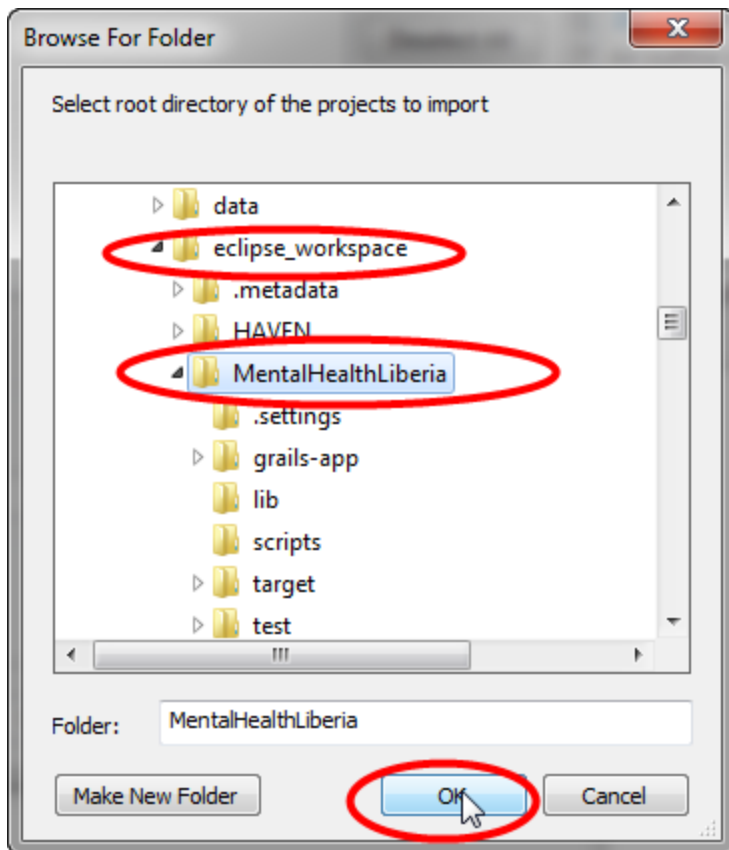 Browse For Folder
Select root directory of the projects to import
data
eclipse_workspace
.metadata
HAVEN
MentalHealthLiberia
.settings
grails-app
lib
scripts
target
test
Folder: MentalHealthLiberia
Make New Folder OK Cancel